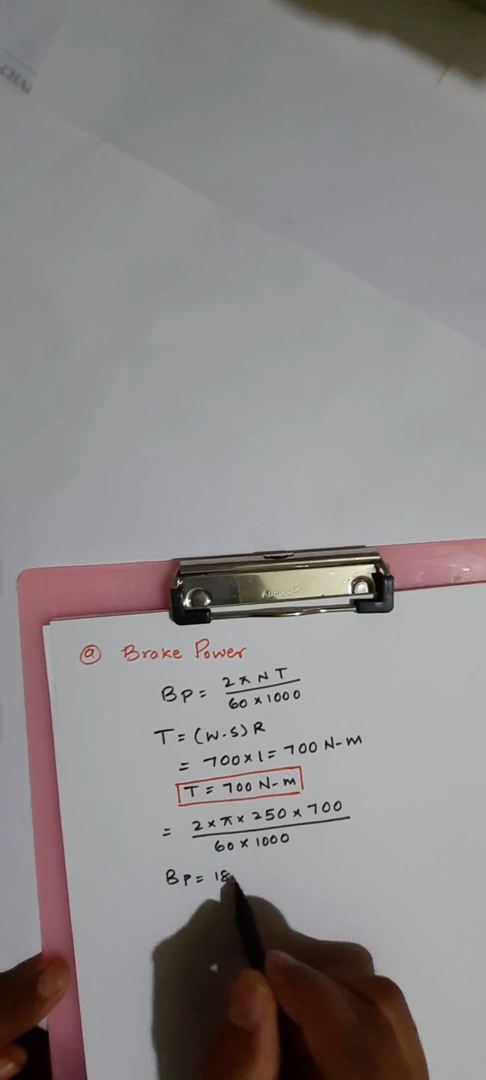 ⓐ Brake Power
BP = 2πNT / 60 × 1000
T = (W-S) R
= 700 × 1 = 700 N-m
T = 700 N-m
= 2 × π × 250 × 700 / 60 × 1000
BP = 18